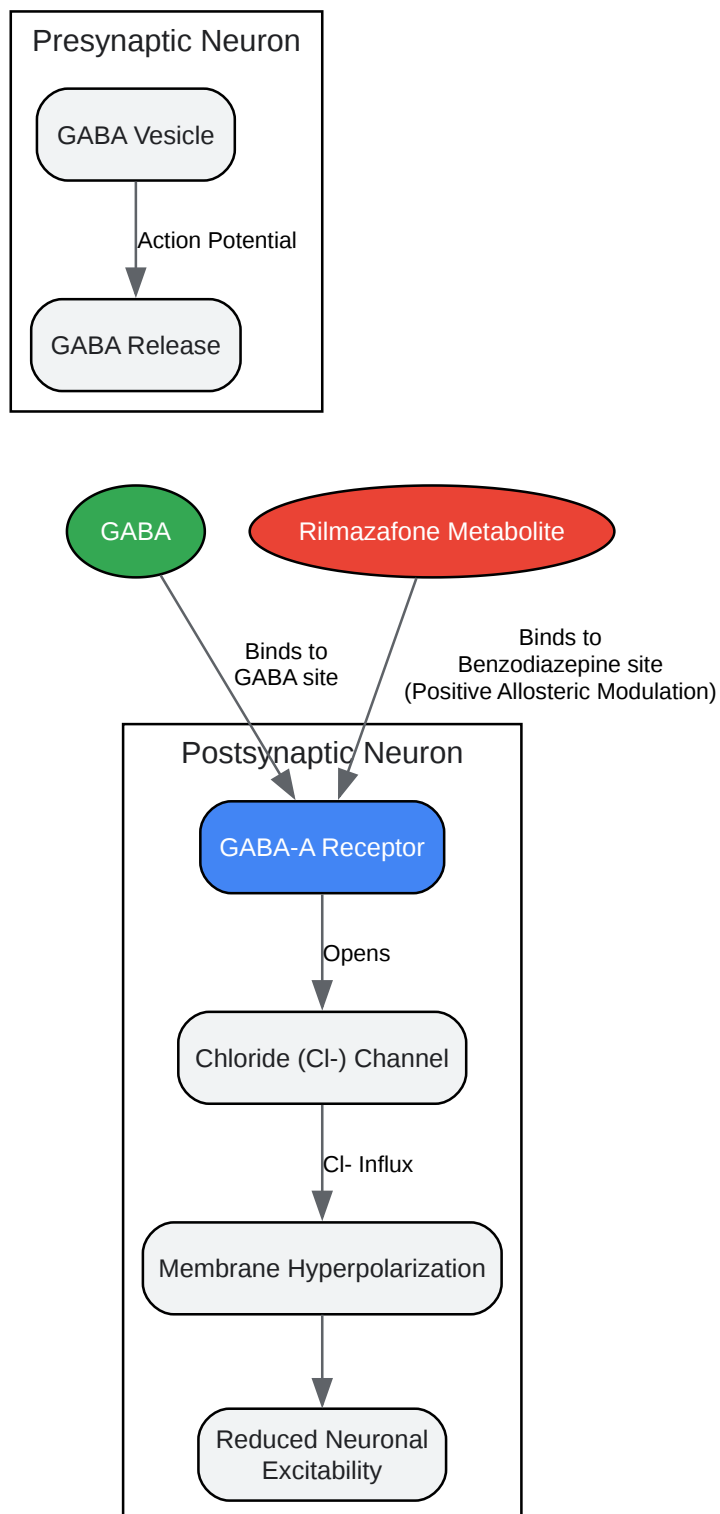 Presynaptic Neuron
GABA Vesicle
Action Potential
GABA Release
GABA
Rilmazafone Metabolite
Binds to
GABA site
Binds to
Benzodiazepine site
(Positive Allosteric Modulation)
Postsynaptic Neuron
GABA-A Receptor
Opens
Chloride (Cl-) Channel
Cl- Influx
Membrane Hyperpolarization
Reduced Neuronal
Excitability